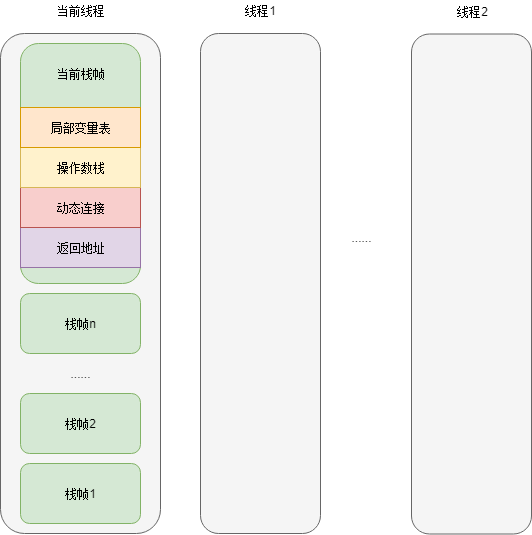 当前线程
线程1
线程2
当前栈帧
局部变量表
操作数栈
动态连接
返回地址
......
栈帧n
......
栈帧2
栈帧1